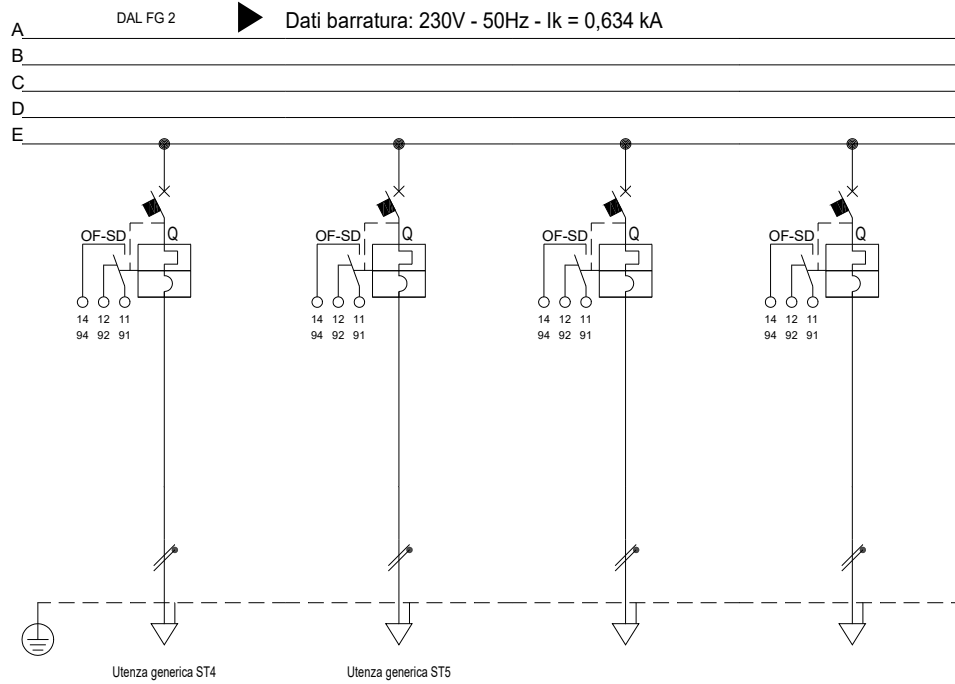 DAL FG 2
Dati barratura: 230V - 50Hz - Ik = 0,634 kA
A
B
C
D
E
OF-SD Q OF-SD Q OF-SD Q OF-SD Q
14 12 11 14 12 11 14 12 11 14 12 11
94 92 91 94 92 91 94 92 91 94 92 91
Utenza generica ST4 Utenza generica ST5